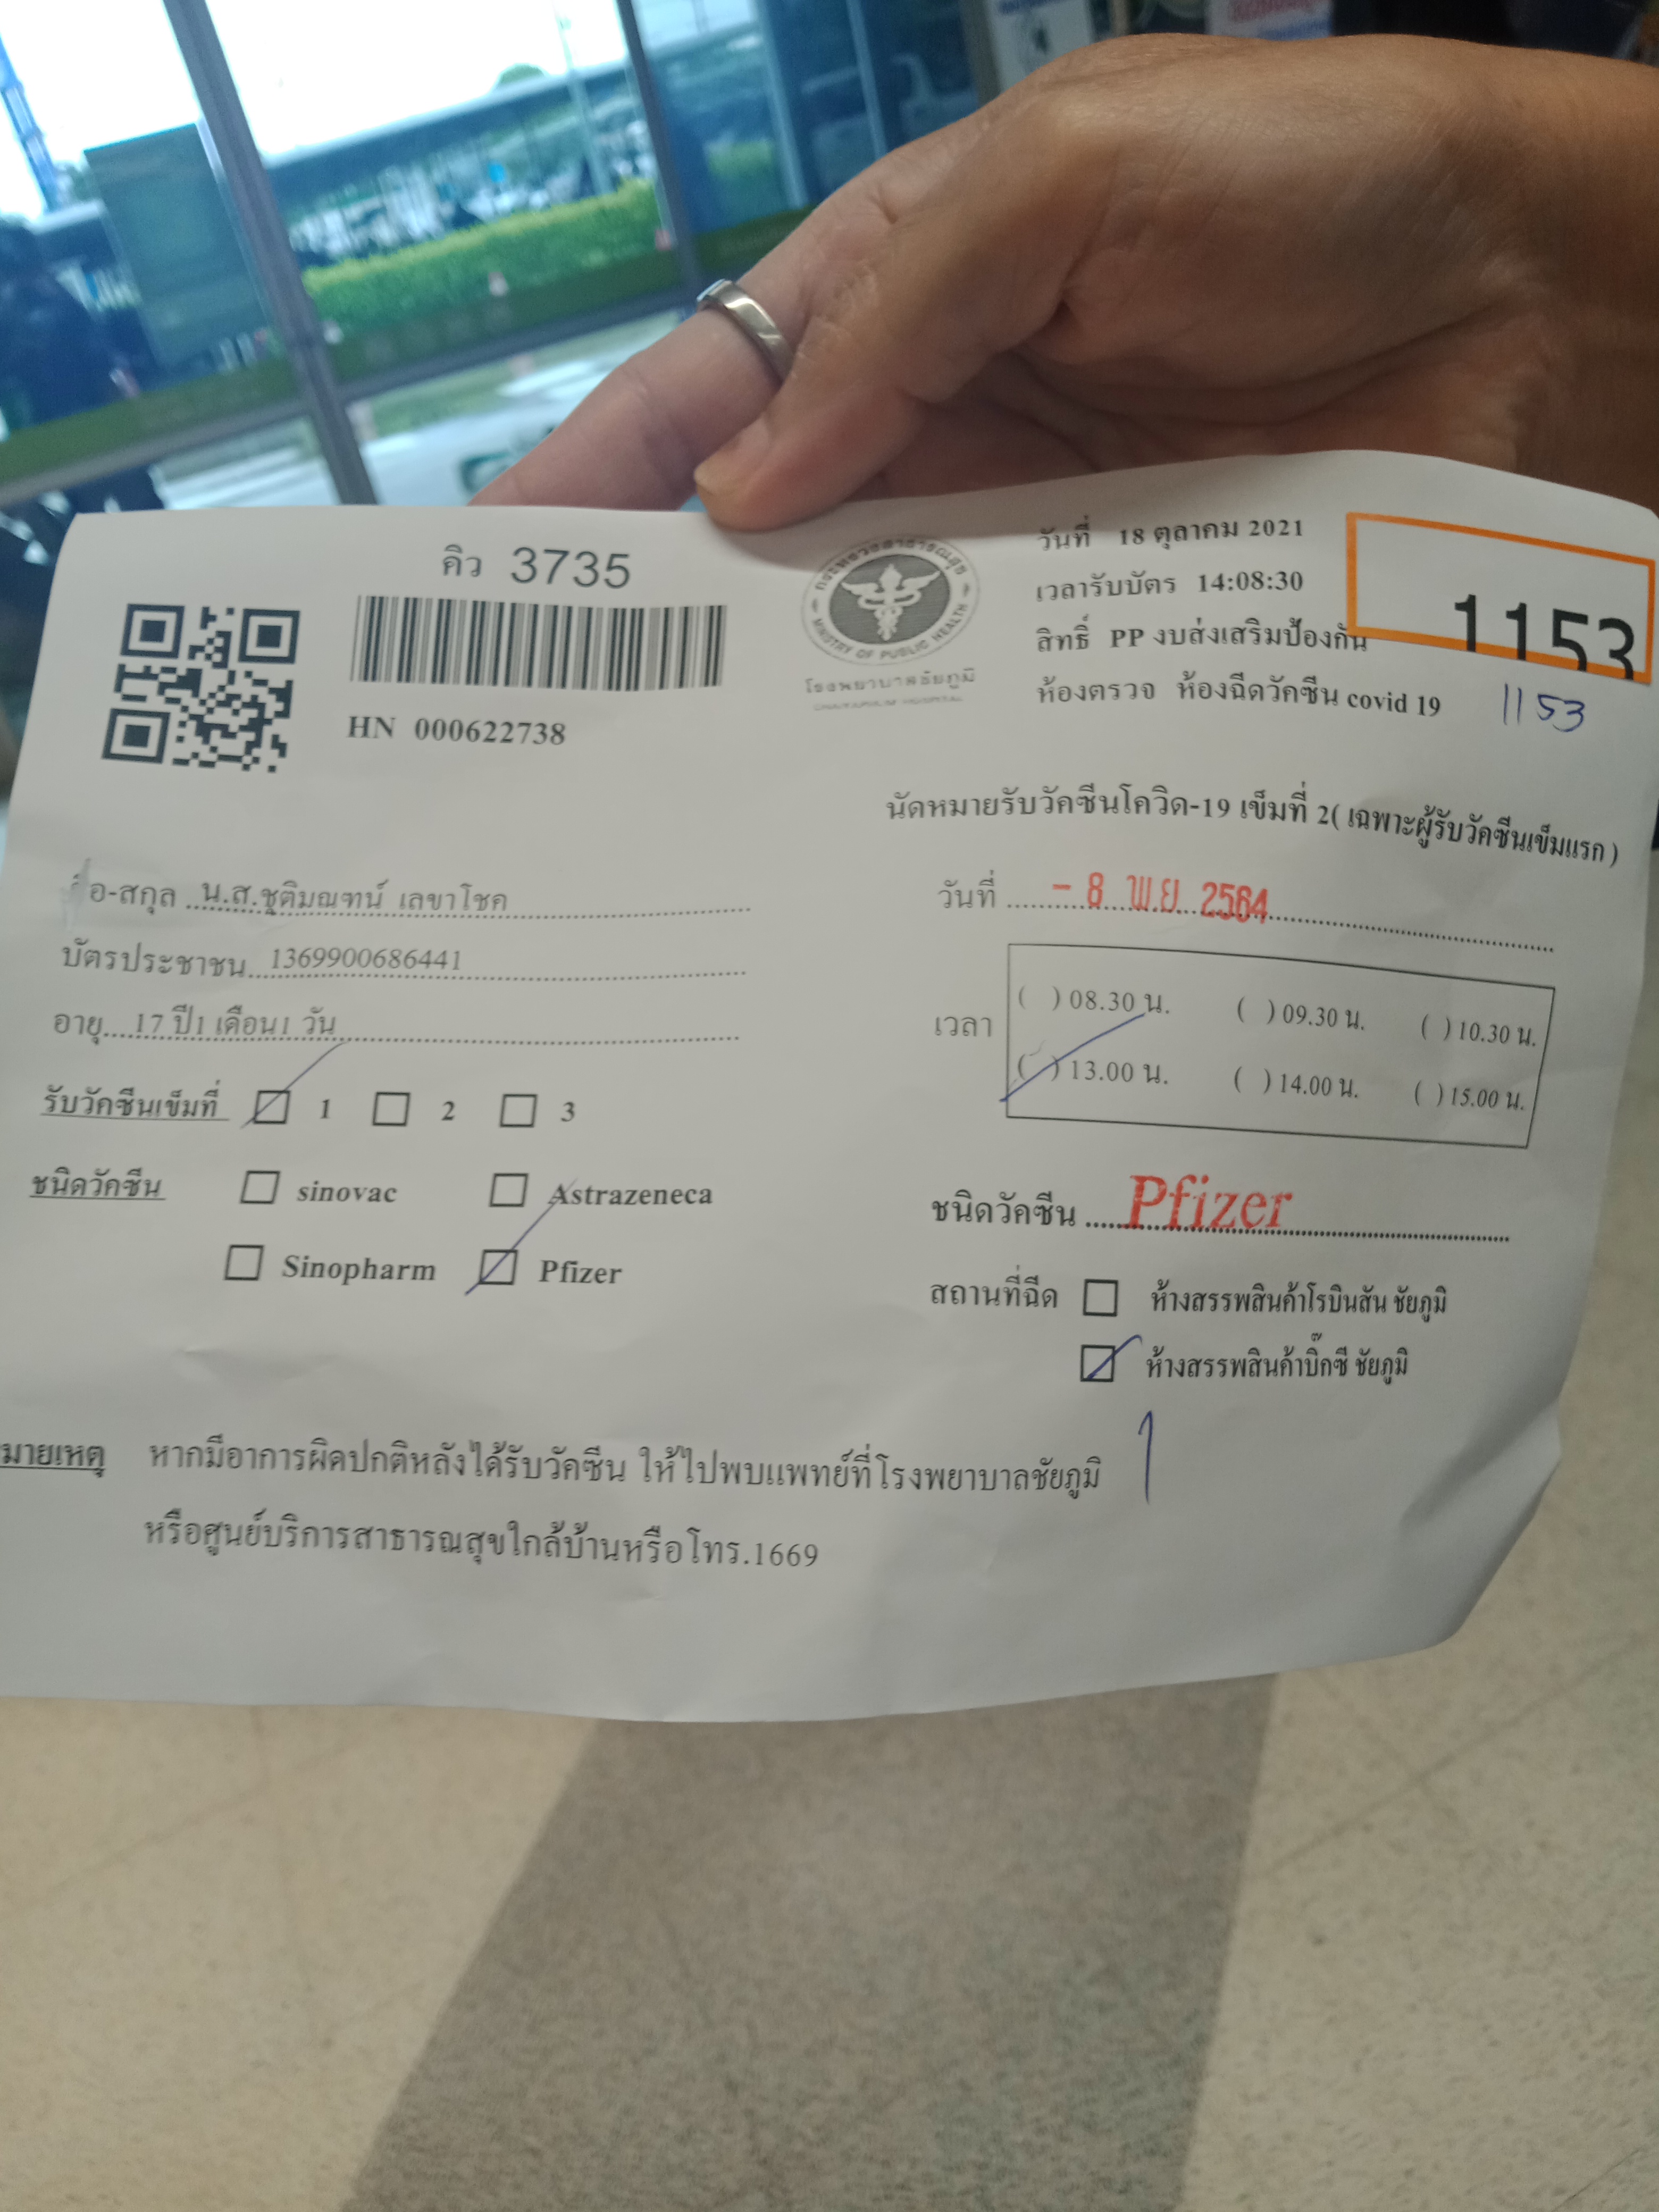 คิว 3735
HN 000622738
กระทรวงสาธารณสุข
MINISTRY OF PUBLIC HEALTH
โรงพยาบาลชัยภูมิ
CHAIYAPHUM HOSPITAL
วันที่ 18 ตุลาคม 2021
เวลารับบัตร 14:08:30
สิทธิ์ PP งบส่งเสริมป้องกัน
ห้องตรวจ ห้องฉีดวัคซีน covid 19
1153
1153
อ-สกุล น.ส.ชุติมณฑน์ เลขาโชค
บัตรประชาชน 1369900686441
อายุ 17 ปี1 เดือน1 วัน
รับวัคซีนเข็มที่ 1 2 3
ชนิดวัคซีน sinovac Astrazeneca
Sinopharm Pfizer
นัดหมายรับวัคซีนโควิด-19 เข็มที่ 2( เฉพาะผู้รับวัคซีนเข็มแรก )
วันที่ - 8 พ.ย 2564
เวลา ( ) 08.30 น. ( ) 09.30 น. ( ) 10.30 น.
( ) 13.00 น. ( ) 14.00 น. ( ) 15.00 น.
ชนิดวัคซีน Pfizer
สถานที่ฉีด ห้างสรรพสินค้าโรบินสัน ชัยภูมิ
ห้างสรรพสินค้าบิ๊กซี ชัยภูมิ
มายเหตุ หากมีอาการผิดปกติหลังได้รับวัคซีน ให้ไปพบแพทย์ที่โรงพยาบาลชัยภูมิ
หรือศูนย์บริการสาธารณสุขใกล้บ้านหรือโทร.1669